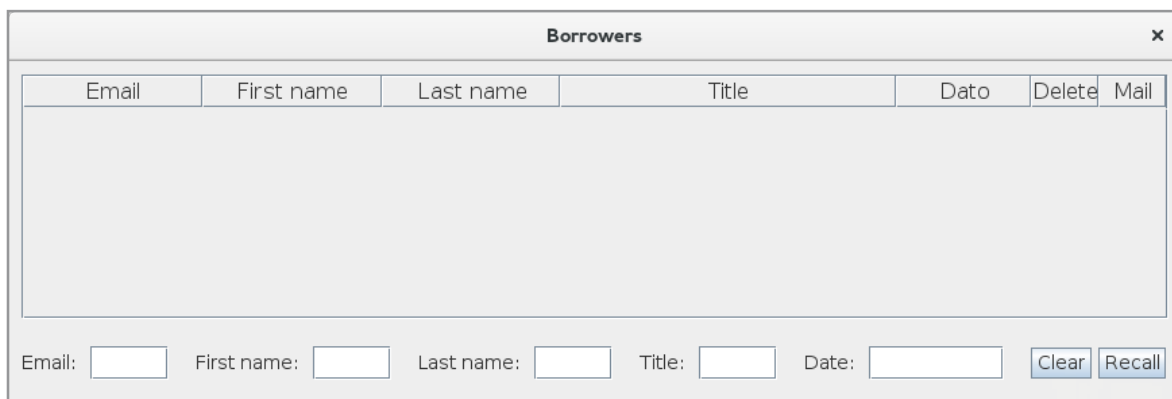 Borrowers ×
Email First name Last name Title Dato Delete Mail
Email: First name: Last name: Title: Date: Clear Recall